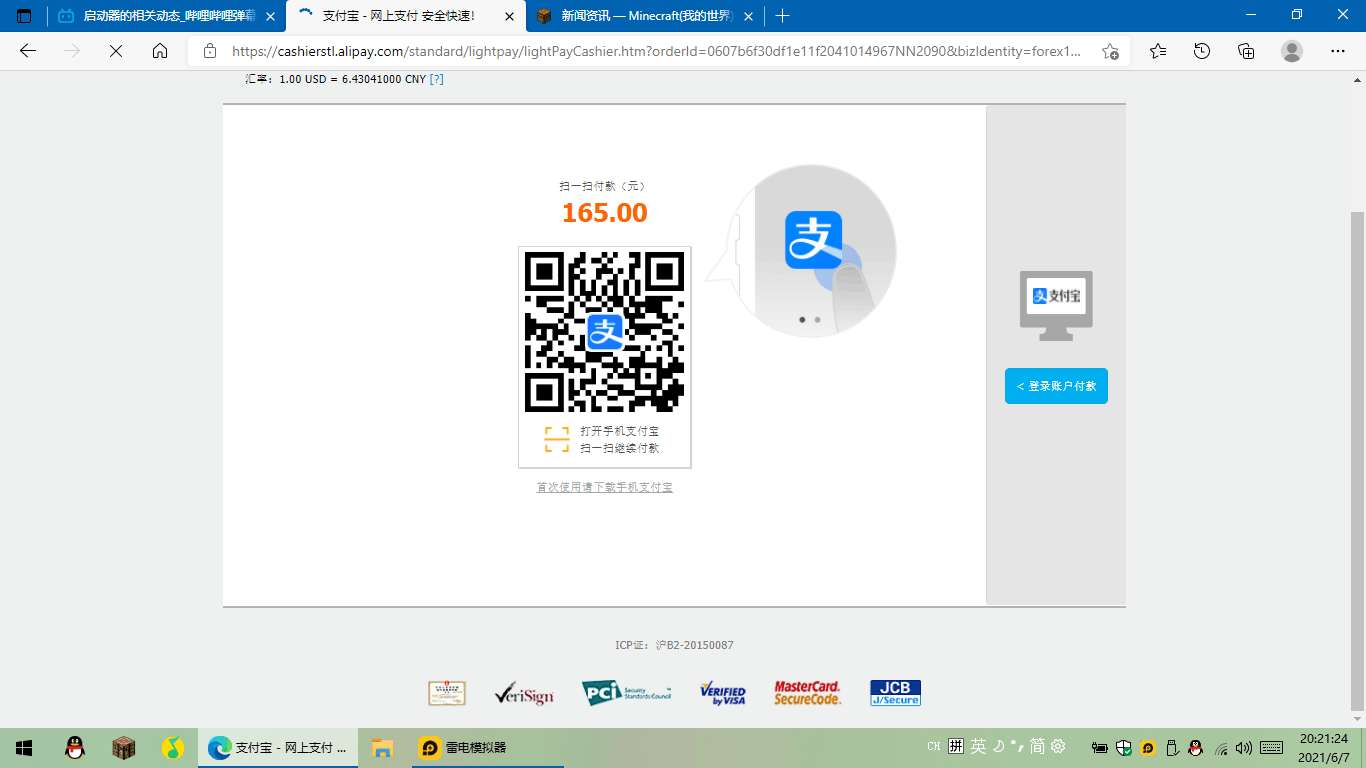 启动器的相关动态_哔哩哔哩弹幕
支付宝 - 网上支付 安全快速！
新闻资讯 — Minecraft(我的世界)
https://cashierstl.alipay.com/standard/lightpay/lightPayCashier.htm?orderId=0607b6f30df1e11f2041014967NN2090&bizIdentity=forex1...
汇率：1.00 USD = 6.43041000 CNY [?]
扫一扫付款（元）
165.00
支
支
支付宝
< 登录账户付款
打开手机支付宝
扫一扫继续付款
首次使用请下载手机支付宝
ICP证：沪B2-20150087
VeriSign
PCI Security Standards Council
VERIFIED by VISA
MasterCard. SecureCode.
JCB J/Secure
支付宝 - 网上支付 ...
雷电模拟器
CH 拼 英 简
20:21:24
2021/6/7